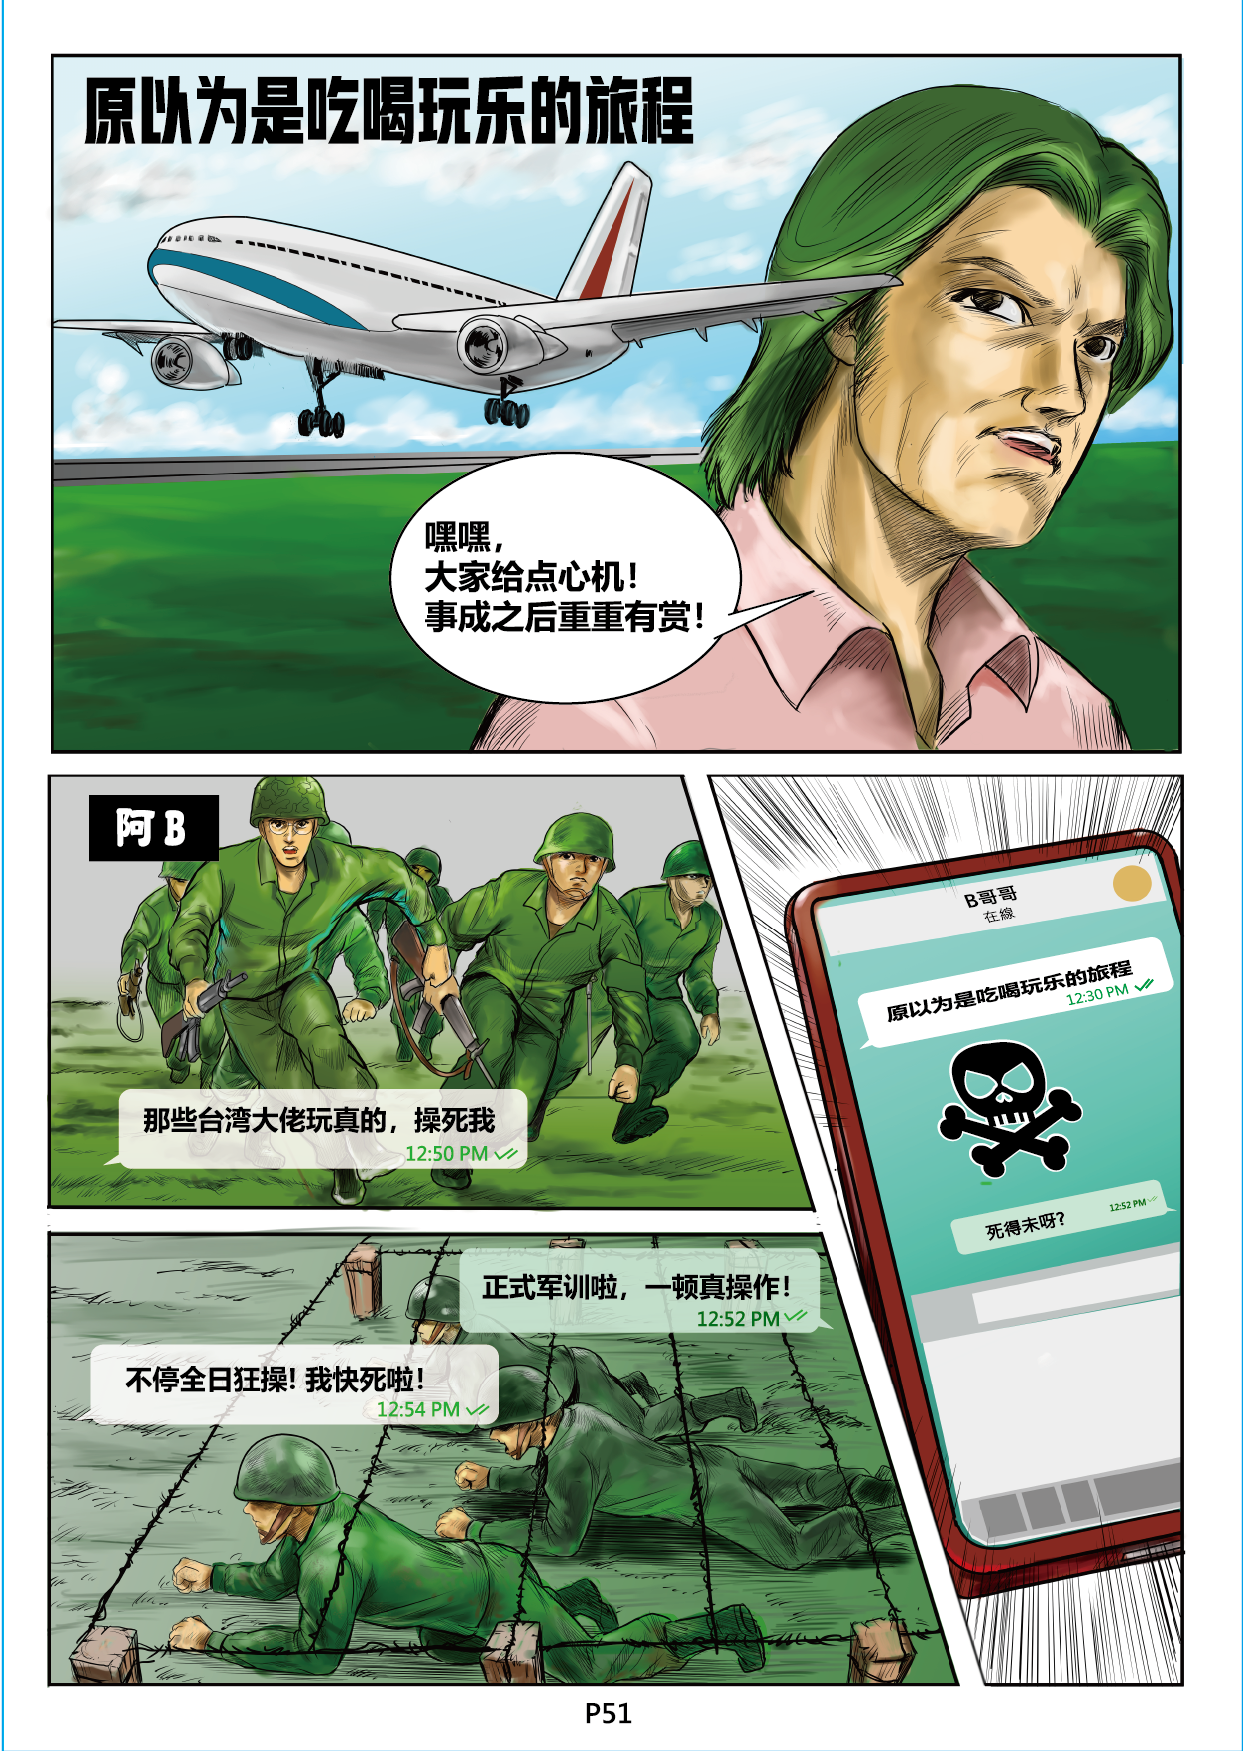 原以为是吃喝玩乐的旅程
嘿嘿，
大家给点心机！
事成之后重重有赏！
阿B
那些台湾大佬玩真的，操死我
12:50 PM
B哥哥
在線
原以为是吃喝玩乐的旅程
12:30 PM
死得未呀?
12:52 PM
正式军训啦，一顿真操作！
12:52 PM
不停全日狂操! 我快死啦！
12:54 PM
P51